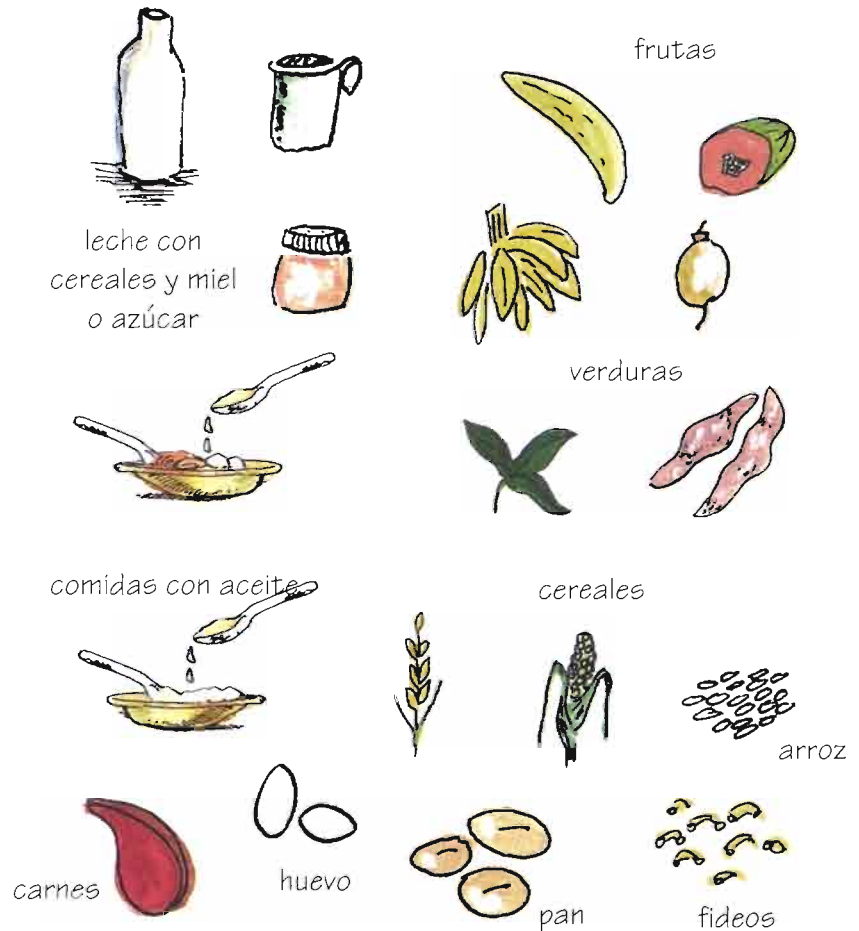 frutas
leche con
cereales y miel
o azúcar
verduras
comidas con aceite
cereales
arroz
carnes
huevo
pan
fideos